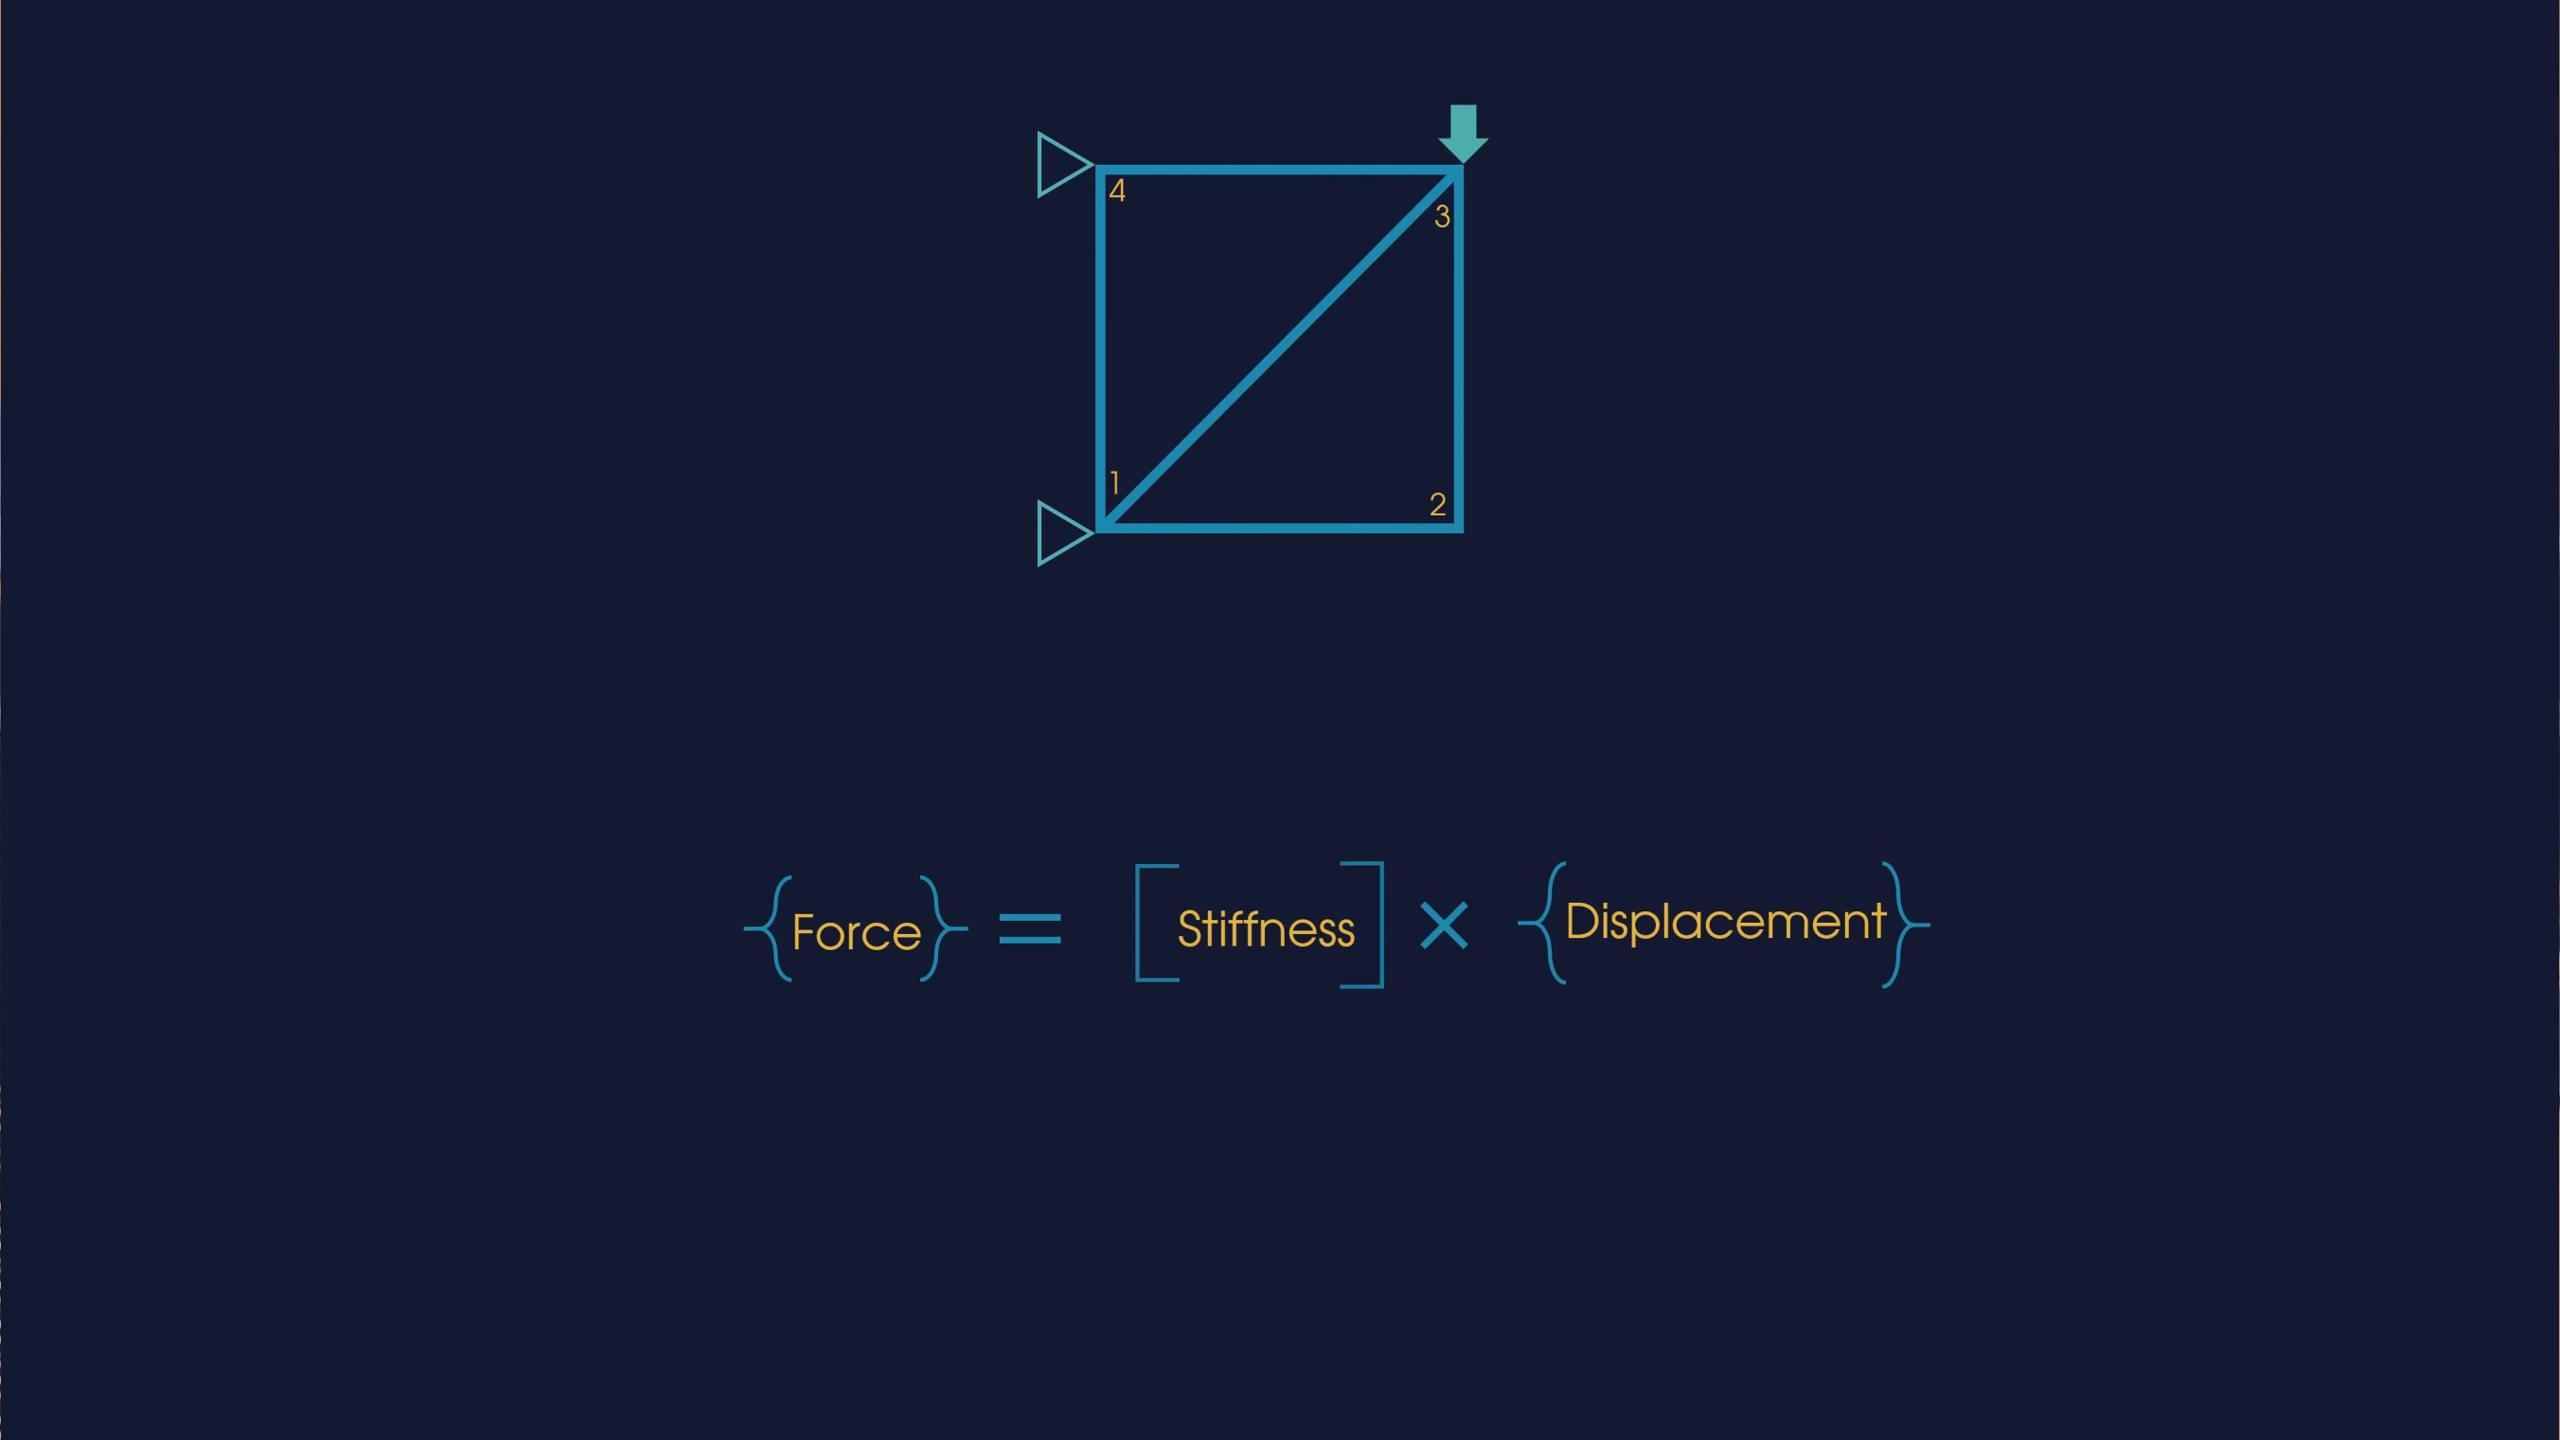 4
3
1
2
{Force} = [Stiffness] × {Displacement}